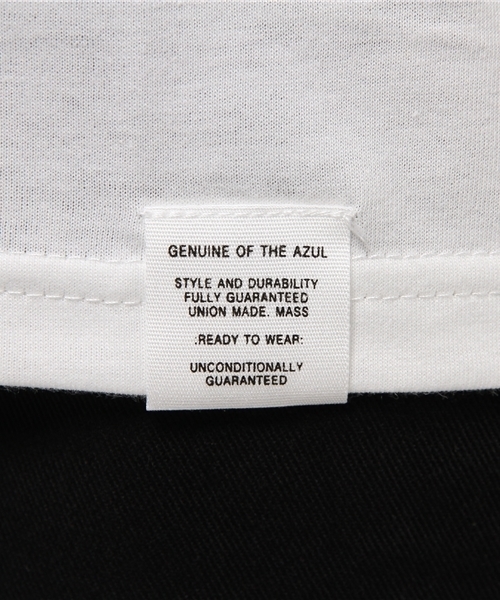 GENUINE OF THE AZUL
STYLE AND DURABILITY
FULLY GUARANTEED
UNION MADE. MASS
:READY TO WEAR:
UNCONDITIONALLY
GUARANTEED